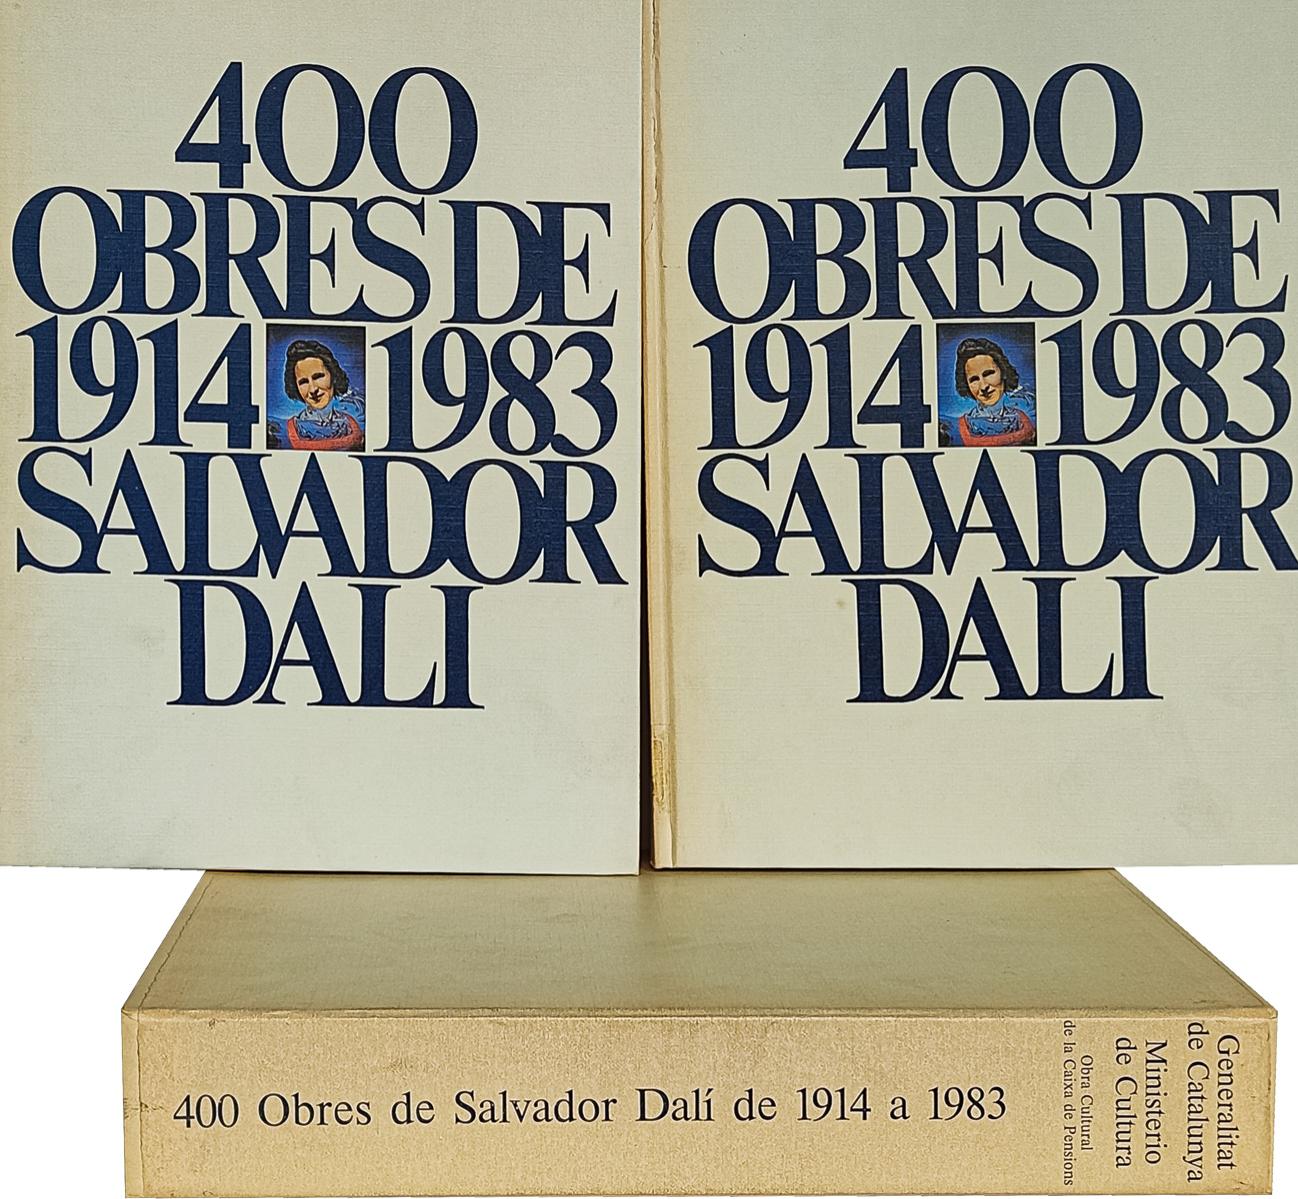 400
OBRES DE
1914 1983
SALVADOR
DALI
400
OBRES DE
1914 1983
SALVADOR
DALI
400 Obres de Salvador Dalí de 1914 a 1983
Generalitat
de Catalunya
Ministerio
de Cultura
Obra Cultural
de la Caixa de Pensions